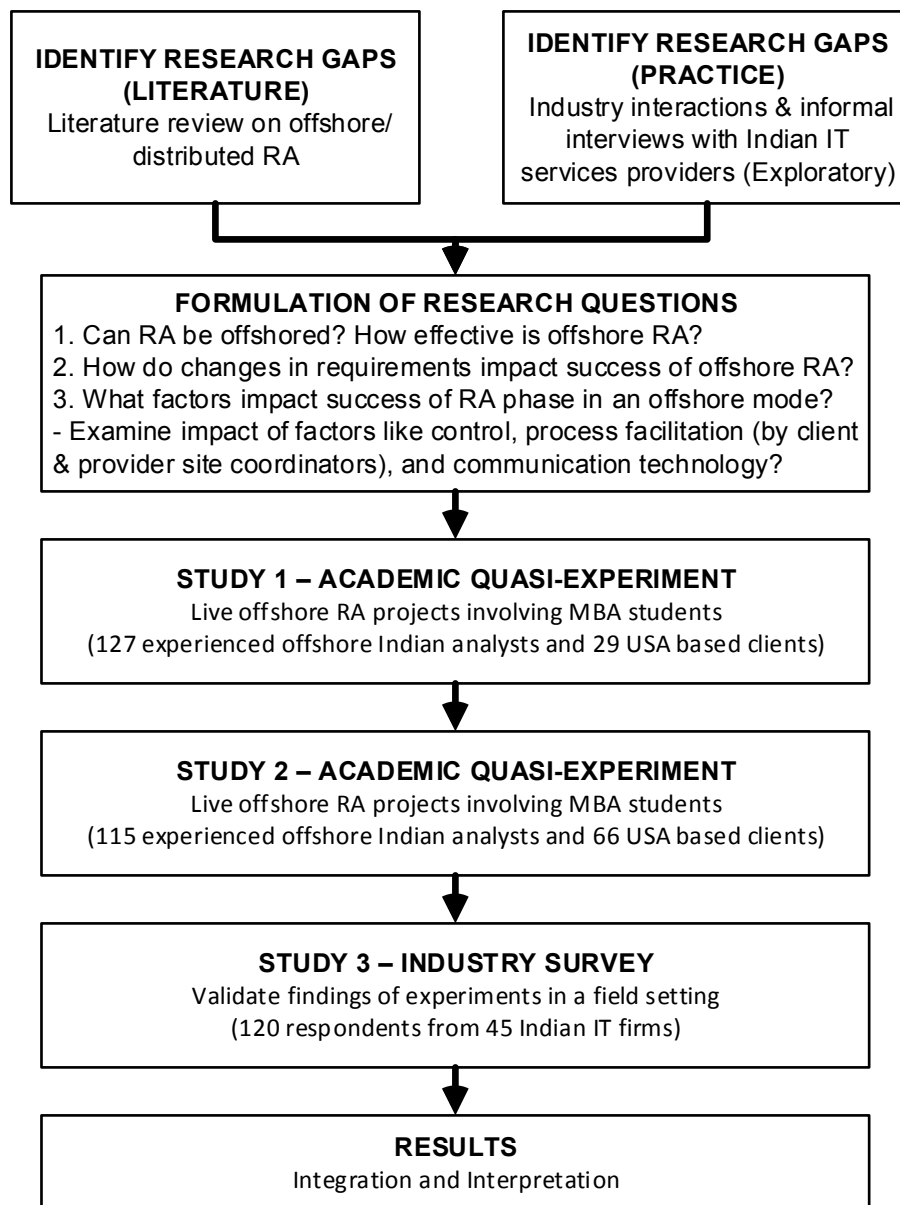 IDENTIFY RESEARCH GAPS
(LITERATURE)
Literature review on offshore/
distributed RA
IDENTIFY RESEARCH GAPS
(PRACTICE)
Industry interactions & informal
interviews with Indian IT
services providers (Exploratory)
FORMULATION OF RESEARCH QUESTIONS
1. Can RA be offshored? How effective is offshore RA?
2. How do changes in requirements impact success of offshore RA?
3. What factors impact success of RA phase in an offshore mode?
- Examine impact of factors like control, process facilitation (by client
& provider site coordinators), and communication technology?
STUDY 1 – ACADEMIC QUASI-EXPERIMENT
Live offshore RA projects involving MBA students
(127 experienced offshore Indian analysts and 29 USA based clients)
STUDY 2 – ACADEMIC QUASI-EXPERIMENT
Live offshore RA projects involving MBA students
(115 experienced offshore Indian analysts and 66 USA based clients)
STUDY 3 – INDUSTRY SURVEY
Validate findings of experiments in a field setting
(120 respondents from 45 Indian IT firms)
RESULTS
Integration and Interpretation